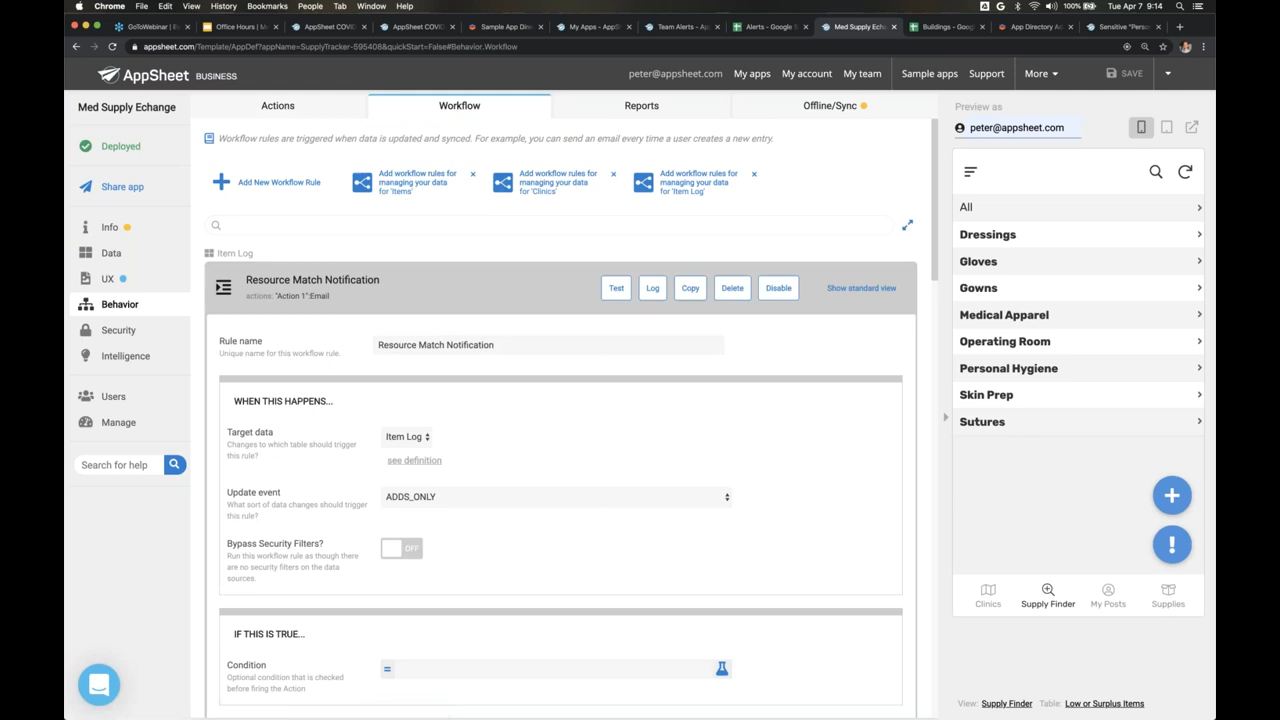 Chrome File Edit View History Bookmarks People Tab Window Help 100% Tue Apr 7 9:14
GoToWebinar | Ex Office Hours - M AppSheet COVID AppSheet COVI Sample App Dire My Apps - AppSh Team Alerts - Ap Alerts - Google S Med Supply Echan Buildings - Goog App Directory Ad Sensitive "Perso
appsheet.com/Template/AppDef?appName=SupplyTracker-595408&quickStart=False#Behavior.Workflow
AppSheet BUSINESS peter@appsheet.com My apps My account My team Sample apps Support More SAVE
Med Supply Echange
Deployed
Share app
Info
Data
UX
Behavior
Security
Intelligence
Users
Manage
Search for help
Actions Workflow Reports Offline/Sync
Workflow rules are triggered when data is updated and synced. For example, you can send an email every time a user creates a new entry.
Add New Workflow Rule
Add workflow rules for
managing your data
for 'Items'
Add workflow rules for
managing your data
for 'Clinics'
Add workflow rules for
managing your data
for 'Item Log'
Item Log
Resource Match Notification
actions: "Action 1":Email
Test Log Copy Delete Disable Show standard view
Rule name
Unique name for this workflow rule.
Resource Match Notification
WHEN THIS HAPPENS...
Target data
Changes to which table should trigger
this rule?
Item Log
see definition
Update event
What sort of data changes should trigger
this rule?
ADDS_ONLY
Bypass Security Filters?
Run this workflow rule as though there
are no security filters on the data
sources.
OFF
IF THIS IS TRUE...
Condition
Optional condition that is checked
before firing the Action
=
Preview as
peter@appsheet.com
All
Dressings
Gloves
Gowns
Medical Apparel
Operating Room
Personal Hygiene
Skin Prep
Sutures
Clinics Supply Finder My Posts Supplies
View: Supply Finder Table: Low or Surplus Items